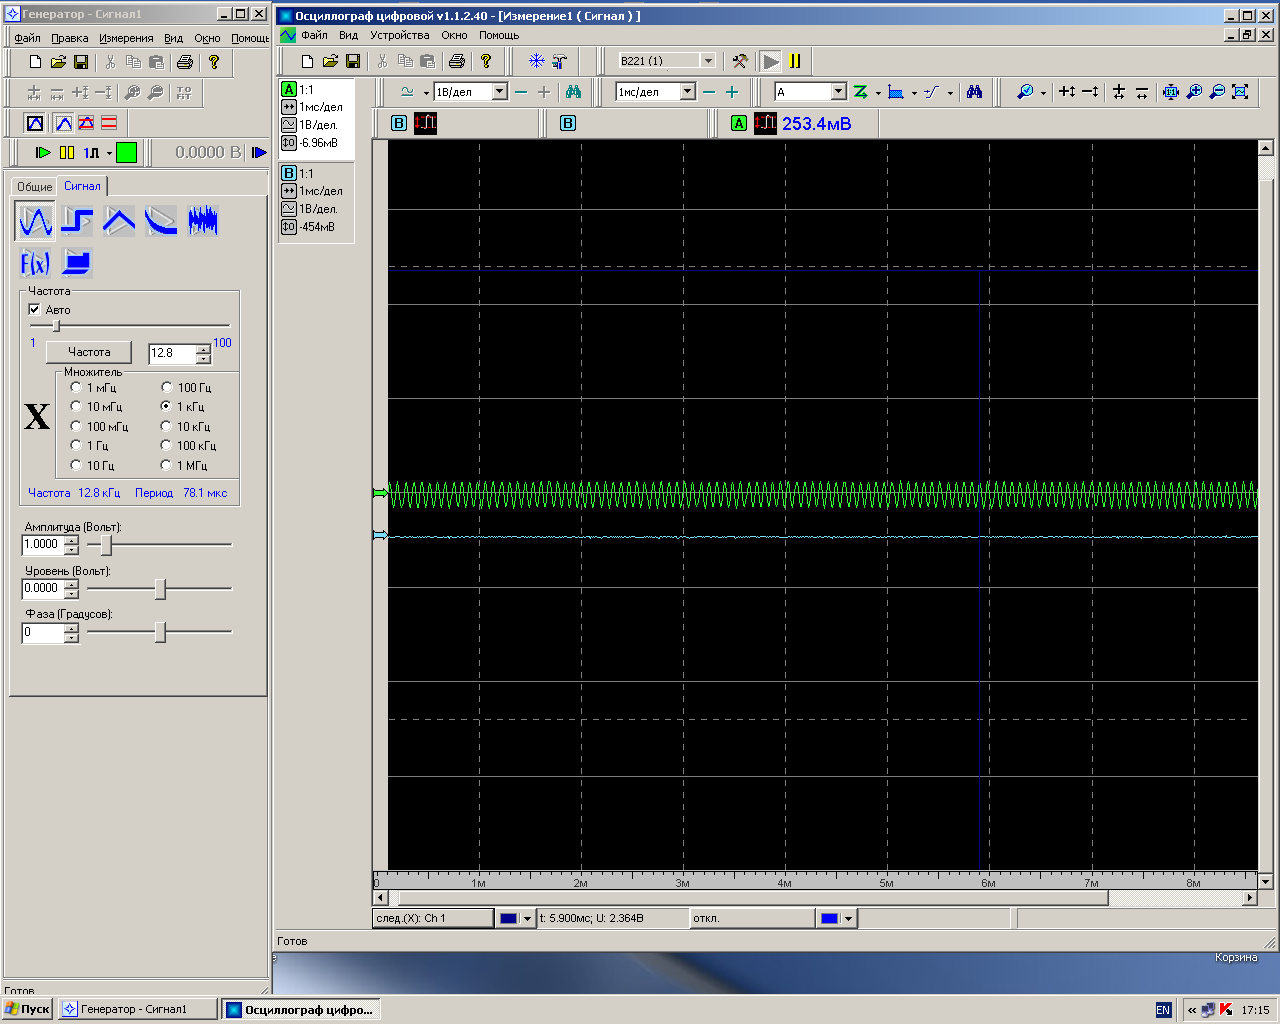 Генератор - Сигнал1
Файл Правка Измерения Вид Окно Помощь
0.0000 В
Общие Сигнал
F(x)
Частота
Авто
1 100
Частота 12.8
Множитель
X
1 мГц 100 Гц
10 мГц 1 кГц
100 мГц 10 кГц
1 Гц 100 кГц
10 Гц 1 МГц
Частота 12.8 кГц Период 78.1 мкс
Амплитуда (Вольт):
1.0000
Уровень (Вольт):
0.0000
Фаза (Градусов):
0
Готов
Осциллограф цифровой v1.1.2.40 - [Измерение1 ( Сигнал ) ]
Файл Вид Устройства Окно Помощь
B221 (1)
A 1:1
1мс/дел
1В/дел.
-6.96мВ
B 1:1
1мс/дел
1В/дел.
-454мВ
1В/дел 1мс/дел A
B B A 253.4мВ
0 1м 2м 3м 4м 5м 6м 7м 8м
след.(X): Ch 1 t: 5.900мс; U: 2.364В откл.
Готов
Корзина
Пуск Генератор - Сигнал1 Осциллограф цифро... EN « 17:15